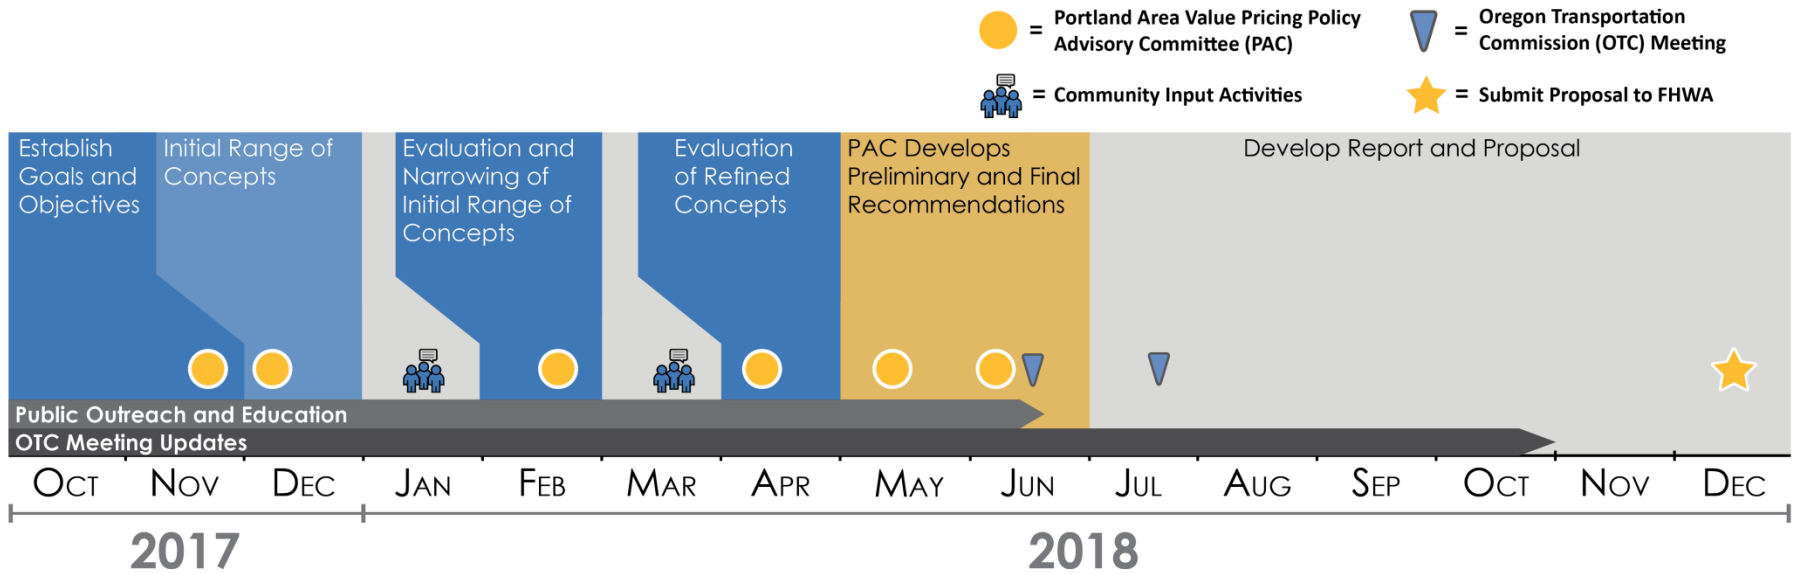 = Portland Area Value Pricing Policy
Advisory Committee (PAC)
= Oregon Transportation
Commission (OTC) Meeting
= Community Input Activities
= Submit Proposal to FHWA
Establish
Goals and
Objectives
Initial Range of
Concepts
Evaluation and
Narrowing of
Initial Range of
Concepts
Evaluation
of Refined
Concepts
PAC Develops
Preliminary and Final
Recommendations
Develop Report and Proposal
Public Outreach and Education
OTC Meeting Updates
OCT NOV DEC JAN FEB MAR APR MAY JUN JUL AUG SEP OCT NOV DEC
2017 2018